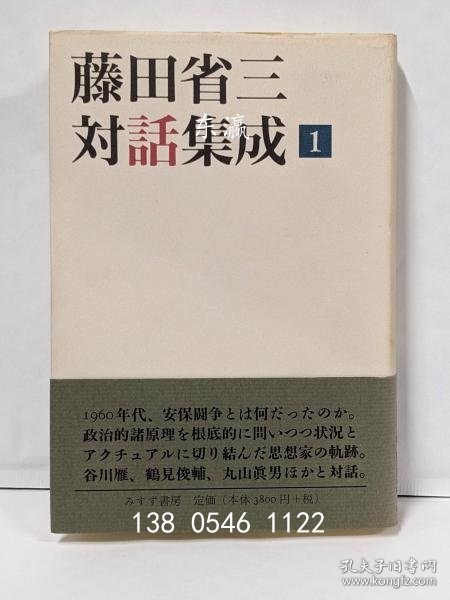 藤田省三
対話集成 1
东瀛
1960年代、安保闘争とは何だったのか。
政治的諸原理を根底的に問いつつ状況と
アクチュアルに切り結んだ思想家の軌跡。
谷川雁、鶴見俊輔、丸山眞男ほかと対話。
みすず書房 定価(本体3800円+税)
138 0546 1122
孔夫子旧书网
www.kongfz.com